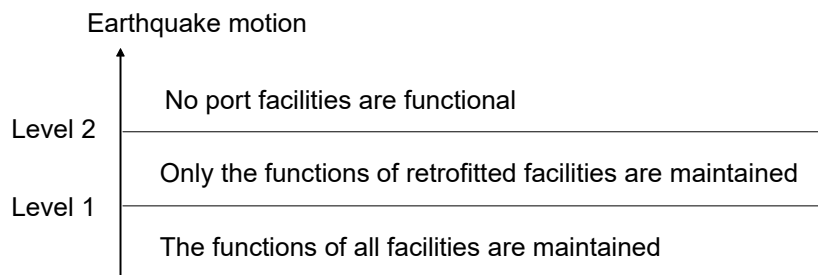 Earthquake motion
No port facilities are functional
Level 2
Only the functions of retrofitted facilities are maintained
Level 1
The functions of all facilities are maintained